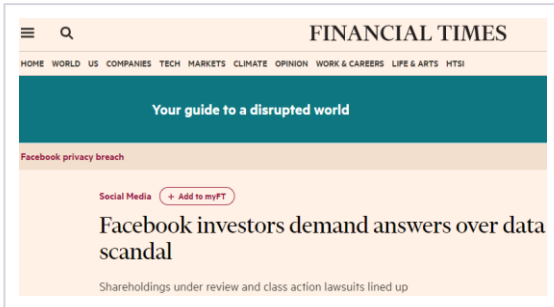 FINANCIAL TIMES
HOME WORLD US COMPANIES TECH MARKETS CLIMATE OPINION WORK & CAREERS LIFE & ARTS HTSI
Your guide to a disrupted world
Facebook privacy breach
Social Media + Add to myFT
Facebook investors demand answers over data
scandal
Shareholdings under review and class action lawsuits lined up